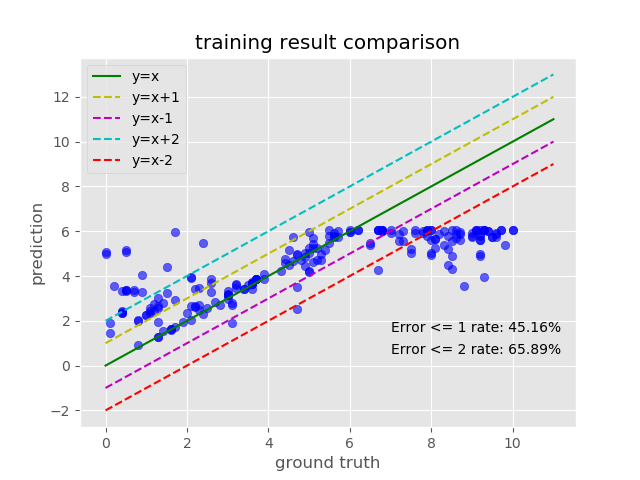 training result comparison
y=x
y=x+1
y=x-1
y=x+2
y=x-2
12
10
8
6
4
2
0
−2
prediction
Error <= 1 rate: 45.16%
Error <= 2 rate: 65.89%
0 2 4 6 8 10
ground truth